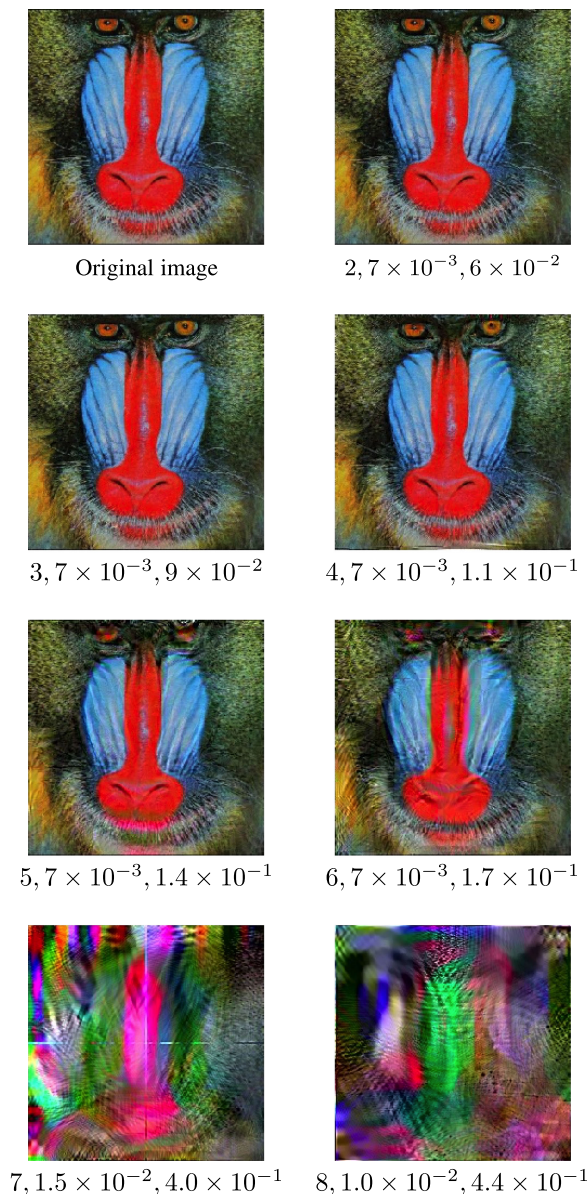 Original image
2, 7 × 10⁻³, 6 × 10⁻²
3, 7 × 10⁻³, 9 × 10⁻²
4, 7 × 10⁻³, 1.1 × 10⁻¹
5, 7 × 10⁻³, 1.4 × 10⁻¹
6, 7 × 10⁻³, 1.7 × 10⁻¹
7, 1.5 × 10⁻², 4.0 × 10⁻¹
8, 1.0 × 10⁻², 4.4 × 10⁻¹